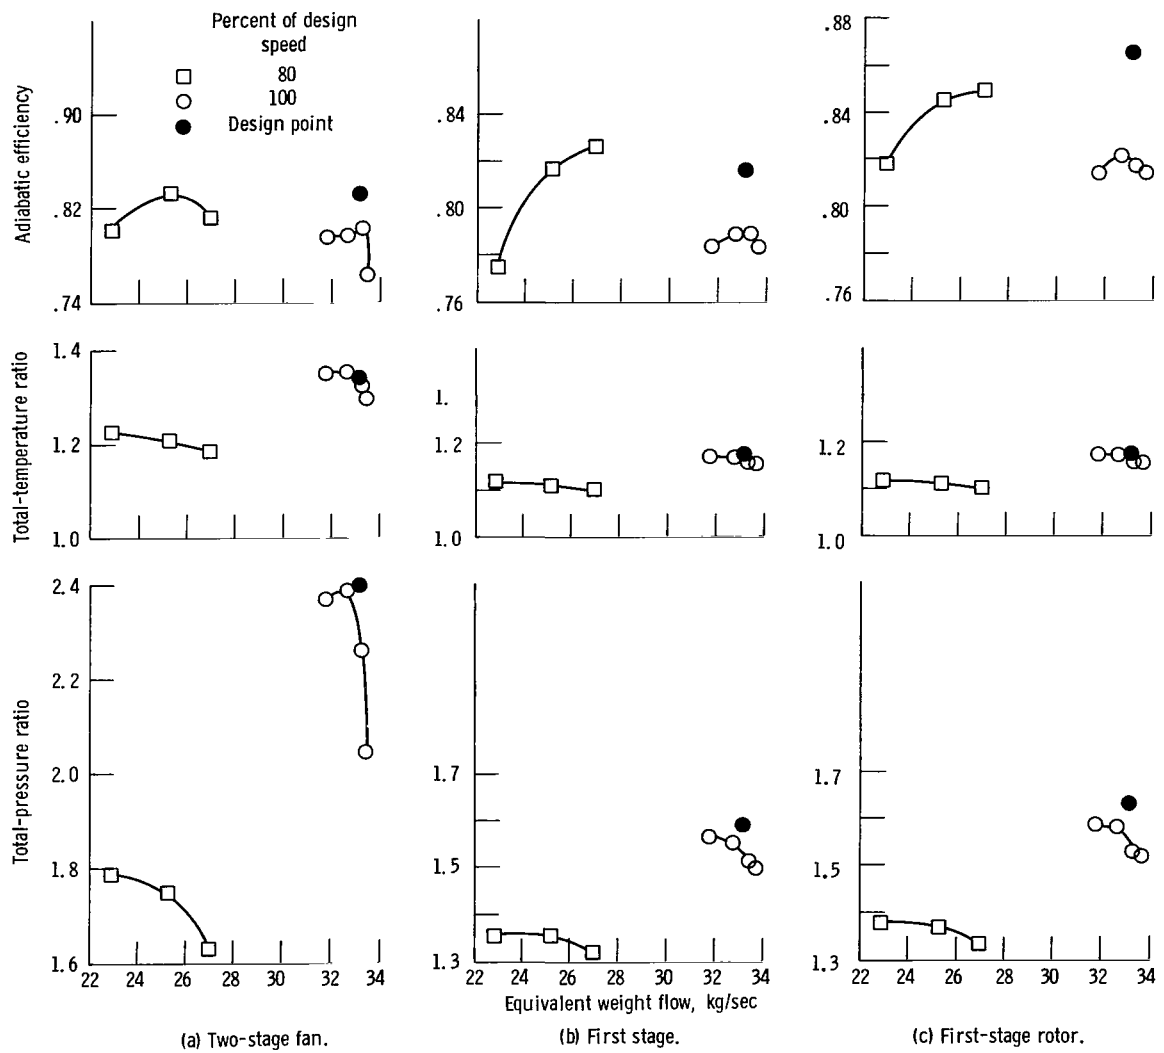 Percent of design
speed
80
100
Design point
Adiabatic efficiency
.90
.82
.74
.84
.80
.76
.88
.84
.80
.76
Total-temperature ratio
1.4
1.2
1.0
1.
1.2
1.0
1.2
1.0
Total-pressure ratio
2.4
2.2
2.0
1.8
1.6
1.7
1.5
1.3
1.7
1.5
1.3
22 24 26 28 30 32 34
22 24 26 28 30 32 34
22 24 26 28 30 32 34
Equivalent weight flow, kg/sec
(a) Two-stage fan.
(b) First stage.
(c) First-stage rotor.